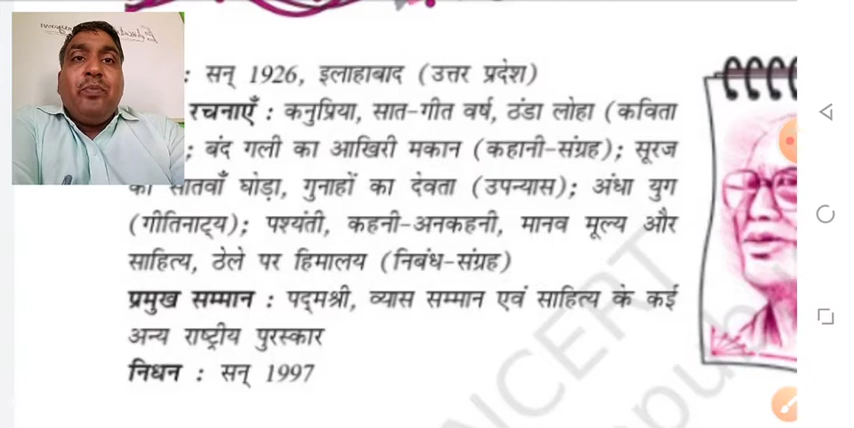 : सन् 1926, इलाहाबाद (उत्तर प्रदेश)
रचनाएँ : कनुप्रिया, सात-गीत वर्ष, ठंडा लोहा (कविता
; बंद गली का आखिरी मकान (कहानी-संग्रह); सूरज
का सातवाँ घोड़ा, गुनाहों का देवता (उपन्यास); अंधा युग
(गीतिनाट्य); पश्यंती, कहनी-अनकहनी, मानव मूल्य और
साहित्य, ठेले पर हिमालय (निबंध-संग्रह)
प्रमुख सम्मान : पद्मश्री, व्यास सम्मान एवं साहित्य के कई
अन्य राष्ट्रीय पुरस्कार
निधन : सन् 1997
NCERT